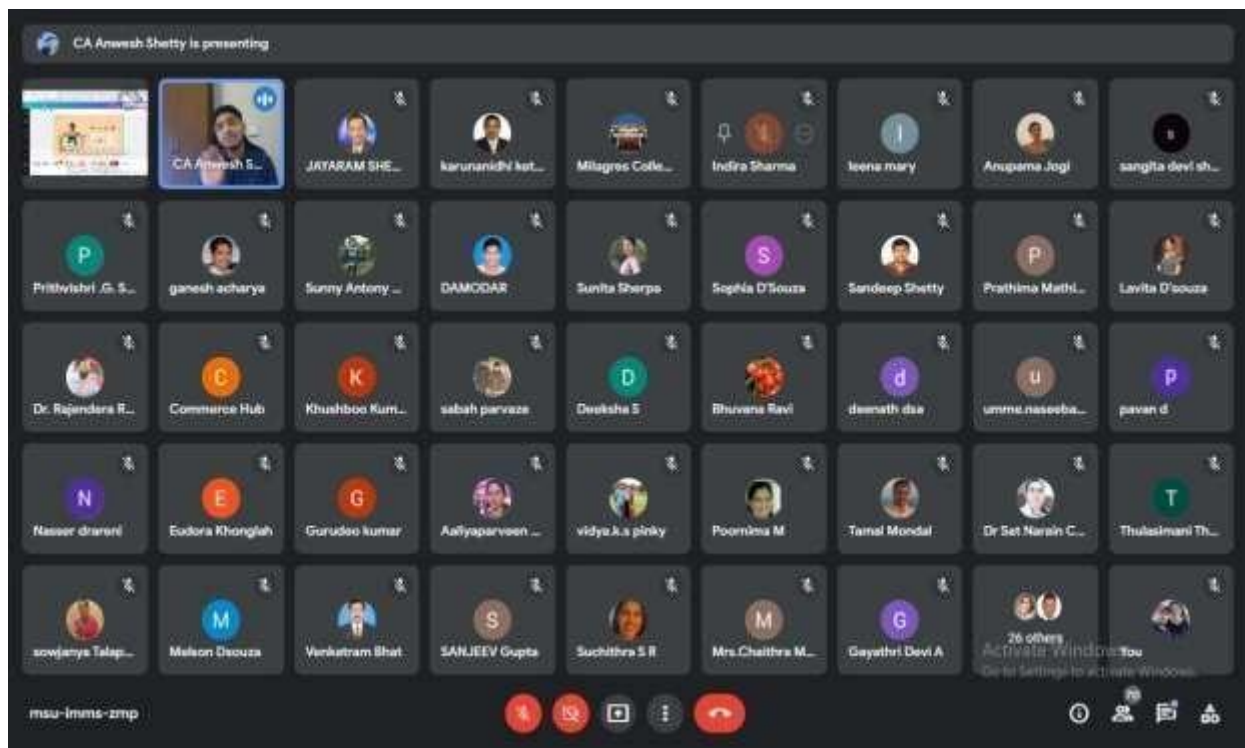 CA Anwesh Shetty is presenting
CA Anwesh S...
JAYARAM SHE...
karunanidhi kot...
Milagres Colle...
Indira Sharma
I
leena mary
Anupama Jogi
s
sangita devi sh...
P
Prithvishri .G. S...
ganesh acharya
Sunny Antony ...
DAMODAR
Sunita Sherpa
S
Sophia D'Souza
Sandeep Shetty
P
Prathima Mathi...
Lavita D'souza
Dr. Rajendera R...
C
Commerce Hub
K
Khushboo Kum...
sabah parvaze
D
Deeksha S
Bhuvana Ravi
d
deenath dsa
u
umme.naseeba...
p
pavan d
N
Naseer drareni
E
Eudora Khonglah
G
Gurudeo kumar
Aaliyaparveen ...
vidya.k.s pinky
Poornima M
Tamal Mondal
Dr Set Narain C...
T
Thulasimani Th...
sowjanya Talap...
M
Melson Dsouza
Venkatram Bhat
S
SANJEEV Gupta
Suchithra S R
M
Mrs.Chaithra M...
G
Gayathri Devi A
26 others
You
Activate Windows
Go to Settings to activate Windows.
msu-imms-zmp
70